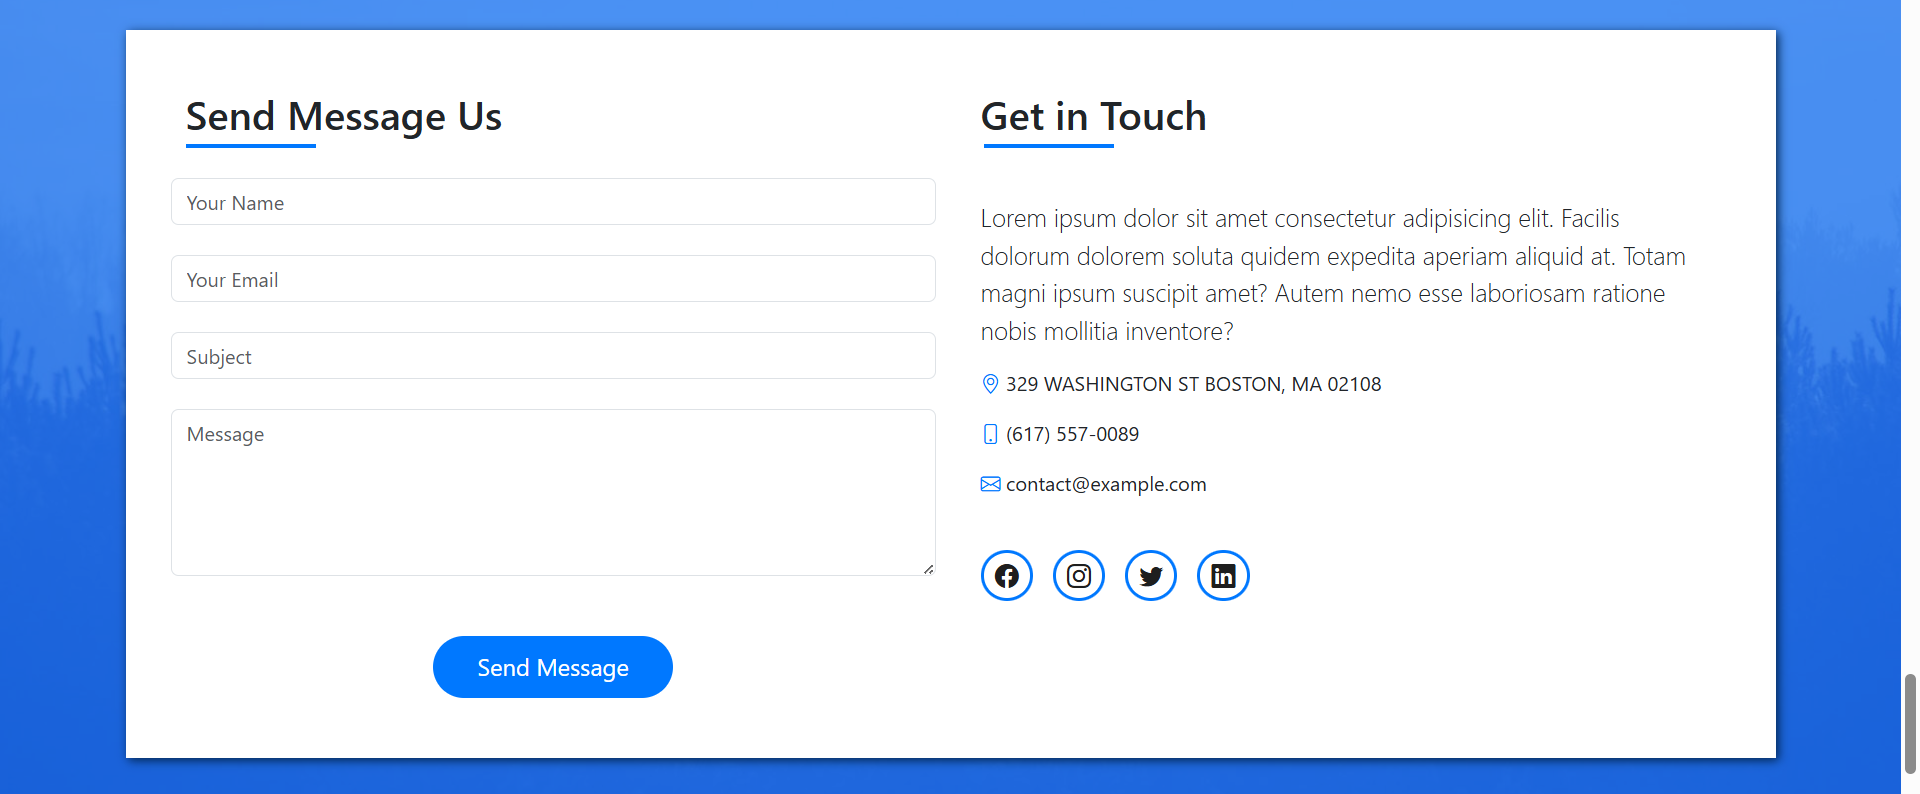 Send Message Us
Your Name
Your Email
Subject
Message
Send Message
Get in Touch
Lorem ipsum dolor sit amet consectetur adipisicing elit. Facilis
dolorum dolorem soluta quidem expedita aperiam aliquid at. Totam
magni ipsum suscipit amet? Autem nemo esse laboriosam ratione
nobis mollitia inventore?
329 WASHINGTON ST BOSTON, MA 02108
(617) 557-0089
contact@example.com